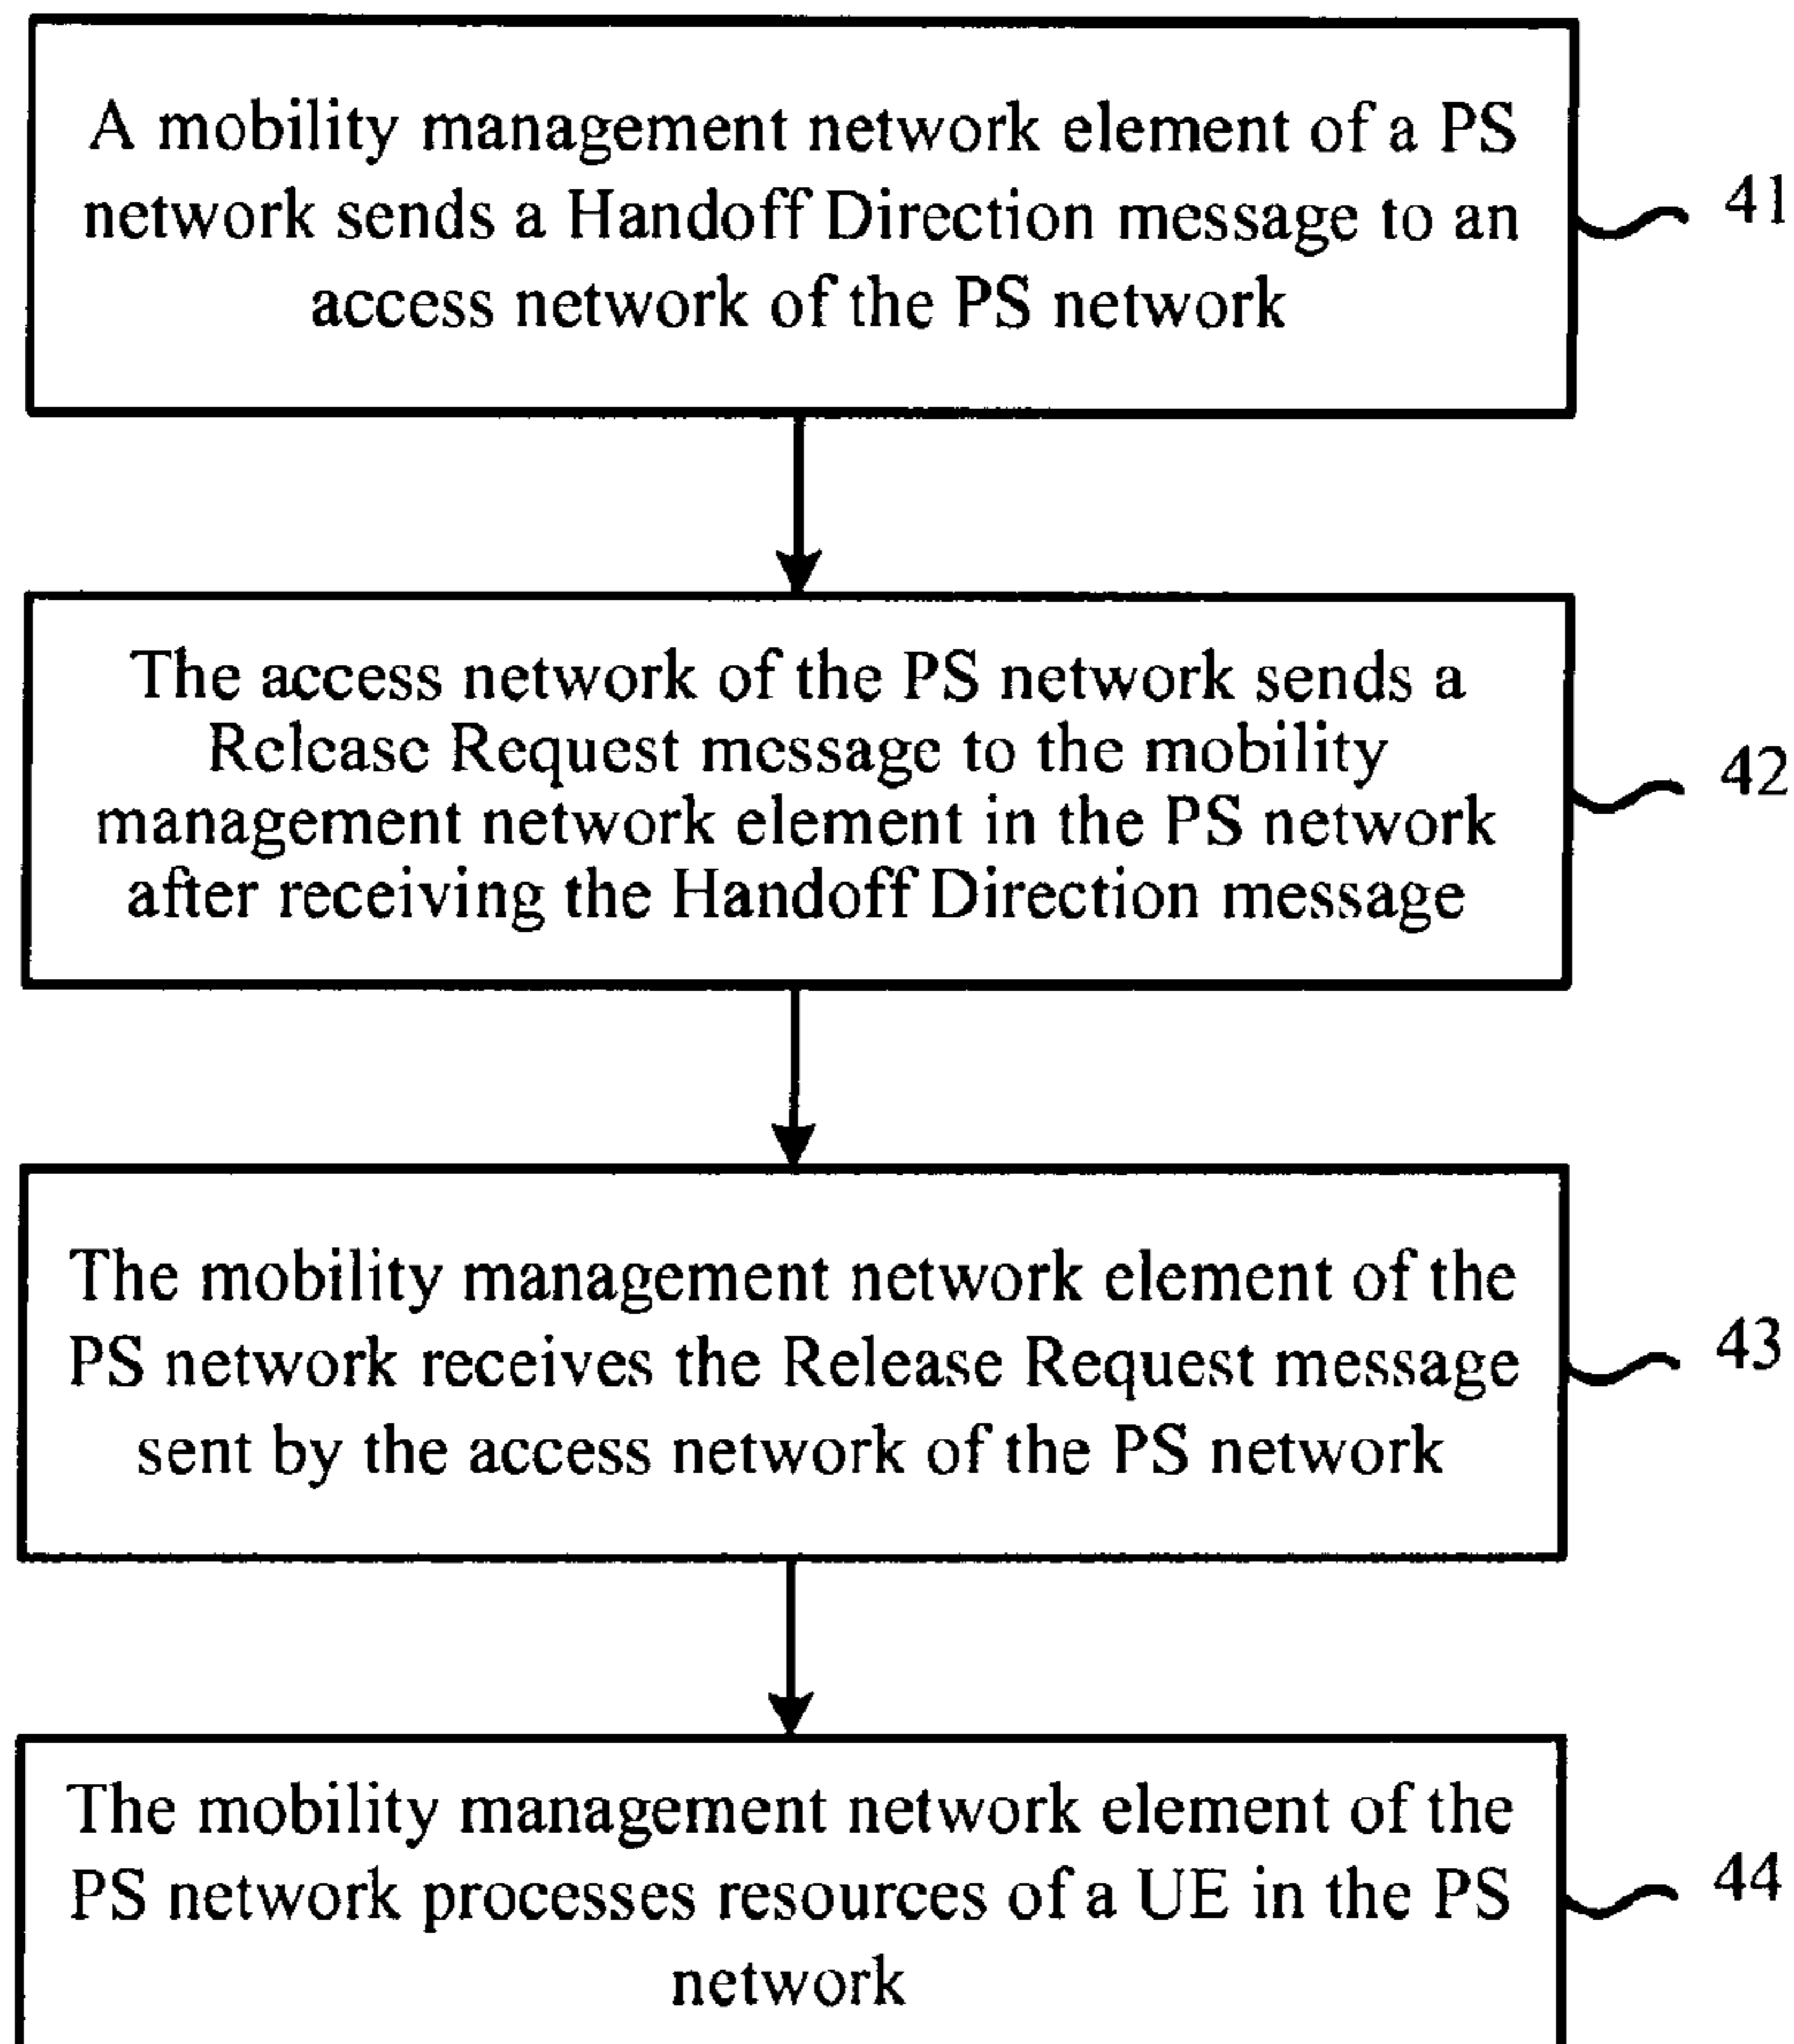 A mobility management network element of a PS
network sends a Handoff Direction message to an
access network of the PS network
41
The access network of the PS network sends a
Release Request message to the mobility
management network element in the PS network
after receiving the Handoff Direction message
42
The mobility management network element of the
PS network receives the Release Request message
sent by the access network of the PS network
43
The mobility management network element of the
PS network processes resources of a UE in the PS
network
44